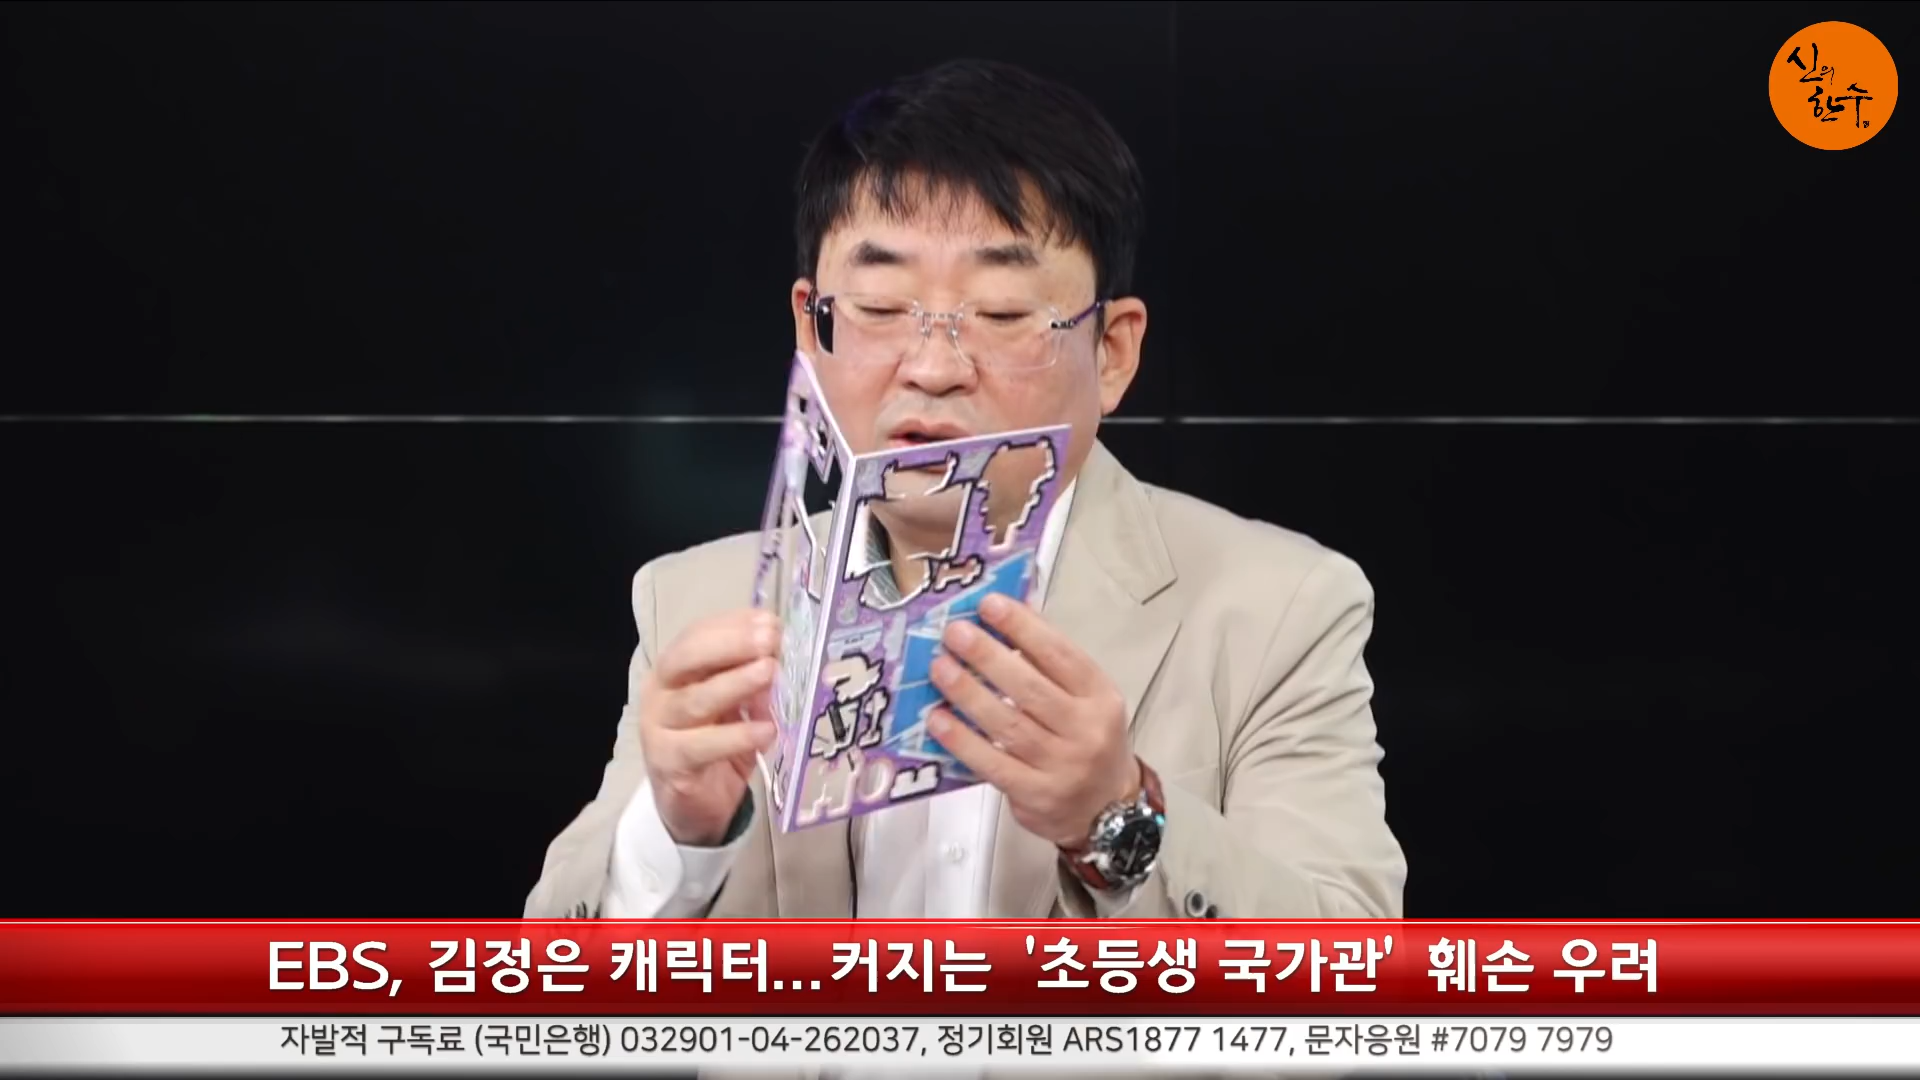 신의
한수
EBS, 김정은 캐릭터...커지는 '초등생 국가관' 훼손 우려
자발적 구독료 (국민은행) 032901-04-262037, 정기회원 ARS1877 1477, 문자응원 #7079 7979